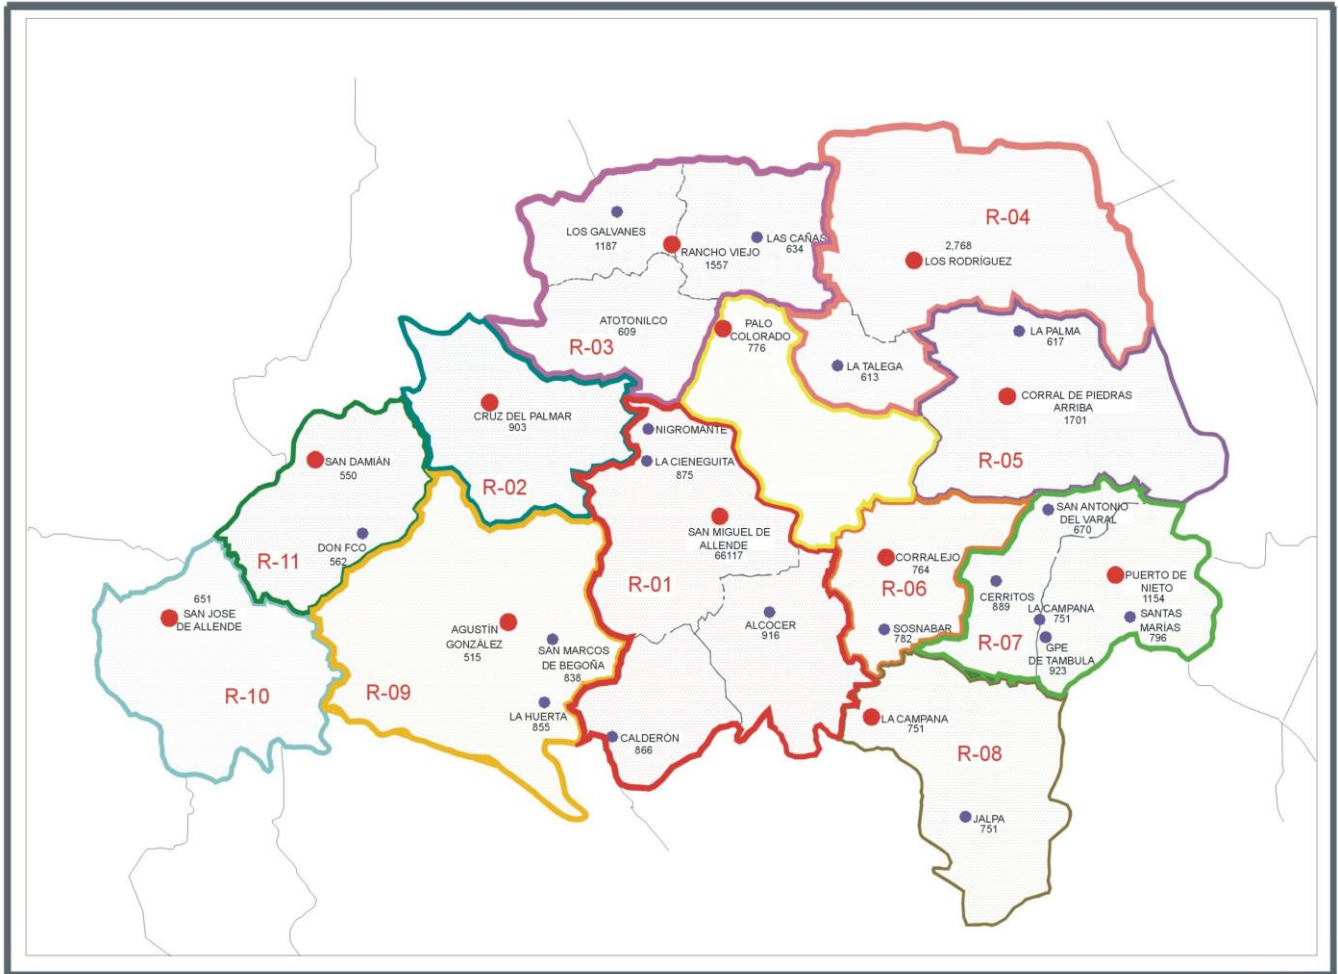 R-04
LOS GALVANES
1187
LAS CAÑAS
634
RANCHO VIEJO
1557
2,768
LOS RODRÍGUEZ
ATOTONILCO
609
R-03
PALO
COLORADO
776
LA PALMA
617
LA TALEGA
613
CORRAL DE PIEDRAS
ARRIBA
1701
R-05
CRUZ DEL PALMAR
903
R-02
NIGROMANTE
LA CIENEGUITA
875
SAN DAMIÁN
550
DON FCO
562
R-11
SAN MIGUEL DE
ALLENDE
66117
R-01
SAN ANTONIO
DEL VARAL
670
CORRALEJO
764
R-06
SOSNABAR
782
PUERTO DE
NIETO
1154
CERRITOS
889
LA CAMPANA
751
SANTAS
MARÍAS
796
R-07
GPE
DE TAMBULA
923
651
SAN JOSE
DE ALLENDE
R-10
AGUSTÍN
GONZÁLEZ
515
SAN MARCOS
DE BEGOÑA
838
R-09
LA HUERTA
855
ALCOCER
916
CALDERÓN
866
LA CAMPANA
751
R-08
JALPA
751